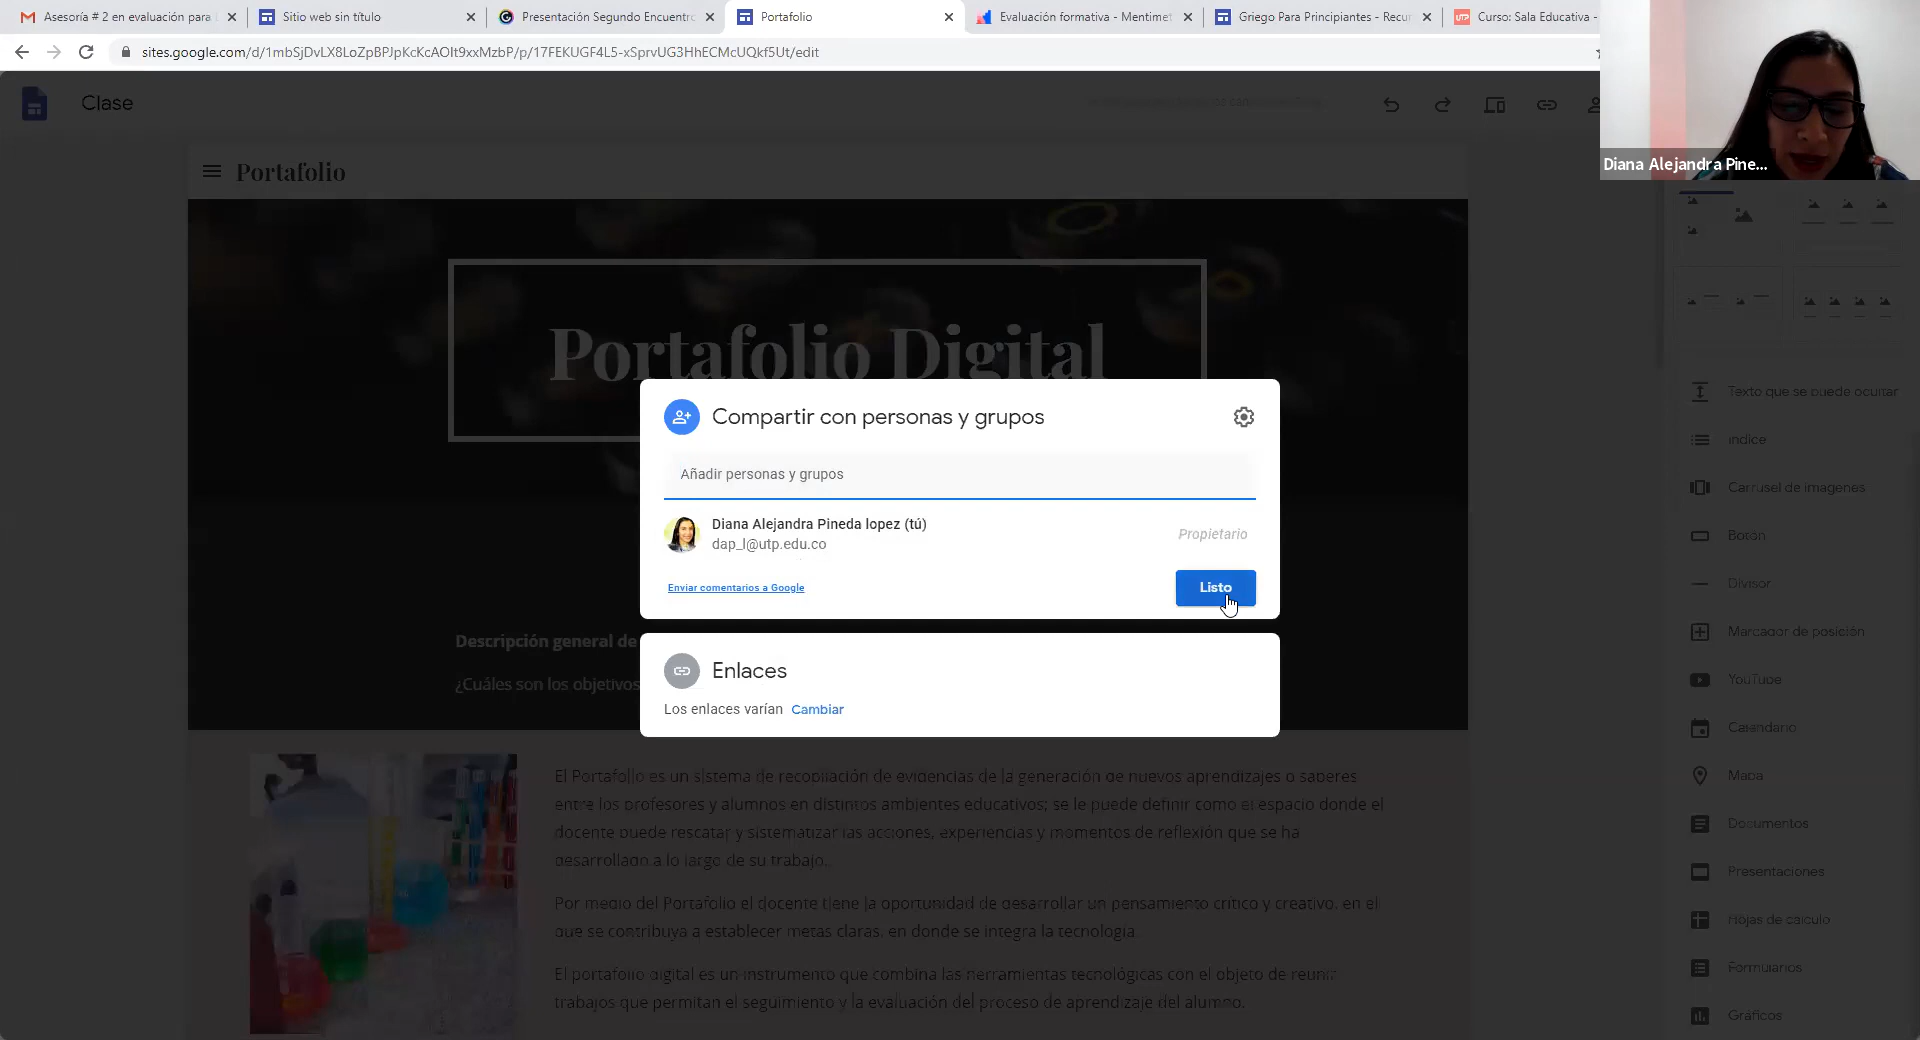 Asesoría # 2 en evaluación para
Sitio web sin título
Presentación Segundo Encuentro
Portafolio
Evaluación formativa - Mentimet
Griego Para Principiantes - Recur
UTP
Curso: Sala Educativa -
sites.google.com/d/1mbSjDvLX8LoZpBPJpKcKcAOIt9xxMzbP/p/17FEKUGF4L5-xSprvUG3HhECMcUQkf5Ut/edit
Diana Alejandra Pine...
Clase
Portafolio
Portafolio Digital
Compartir con personas y grupos
Añadir personas y grupos
Diana Alejandra Pineda lopez (tú)
dap_l@utp.edu.co
Propietario
Enviar comentarios a Google
Listo
Enlaces
Los enlaces varían Cambiar
Descripción general de
¿Cuáles son los objetivos
El Portafolio es un sistema de recopilación de evidencias de la generación de nuevos aprendizajes o saberes
entre los profesores y alumnos en distintos ambientes educativos; se le puede definir como el espacio donde el
docente puede rescatar y sistematizar las acciones, experiencias y momentos de reflexión que se ha
desarrollado a lo largo de su trabajo.
Por medio del Portafolio el docente tiene la oportunidad de desarrollar un pensamiento crítico y creativo, en el
que se contribuya a establecer metas claras, en donde se integra la tecnología.
El portafolio digital es un instrumento que combina las herramientas tecnológicas con el objeto de reunir
trabajos que permitan el seguimiento y la evaluación del proceso de aprendizaje del alumno.
Texto que se puede ocultar
Índice
Carrusel de imágenes
Botón
Divisor
Marcador de posición
YouTube
Calendario
Mapa
Documentos
Presentaciones
Hojas de cálculo
Formularios
Gráficos